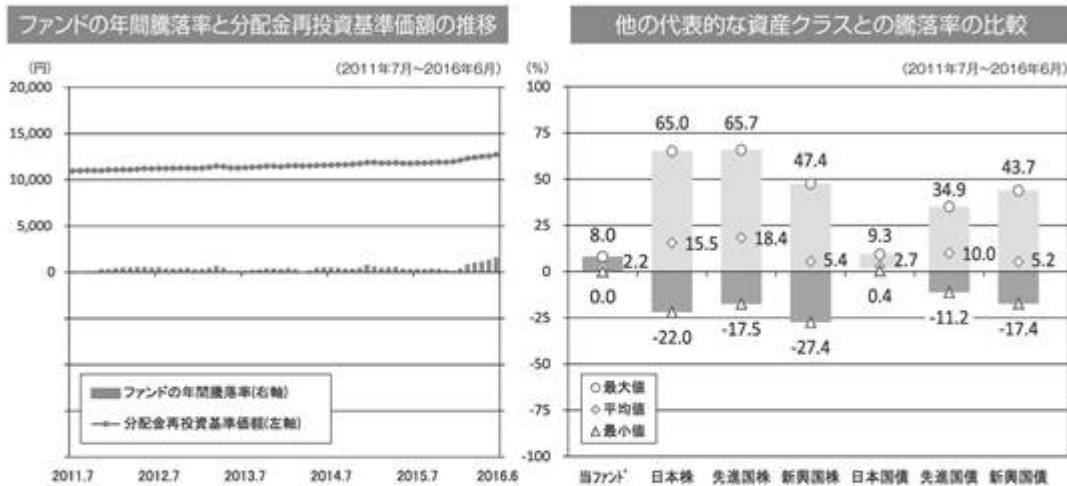 ファンドの年間騰落率と分配金再投資基準価額の推移
(円)
(2011年7月～2016年6月)
20,000
15,000
10,000
5,000
0
ファンドの年間騰落率(右軸)
分配金再投資基準価額(左軸)
2011.7 2012.7 2013.7 2014.7 2015.7 2016.6
他の代表的な資産クラスとの騰落率の比較
(%)
(2011年7月～2016年6月)
100
75
50
25
0
-25
-50
-75
-100
8.0 65.0 65.7 47.4 9.3 34.9 43.7
2.2 15.5 18.4 5.4 2.7 10.0 5.2
0.0 -22.0 -17.5 -27.4 0.4 -11.2 -17.4
最大値
平均値
最小値
当ファンド 日本株 先進国株 新興国株 日本国債 先進国債 新興国債